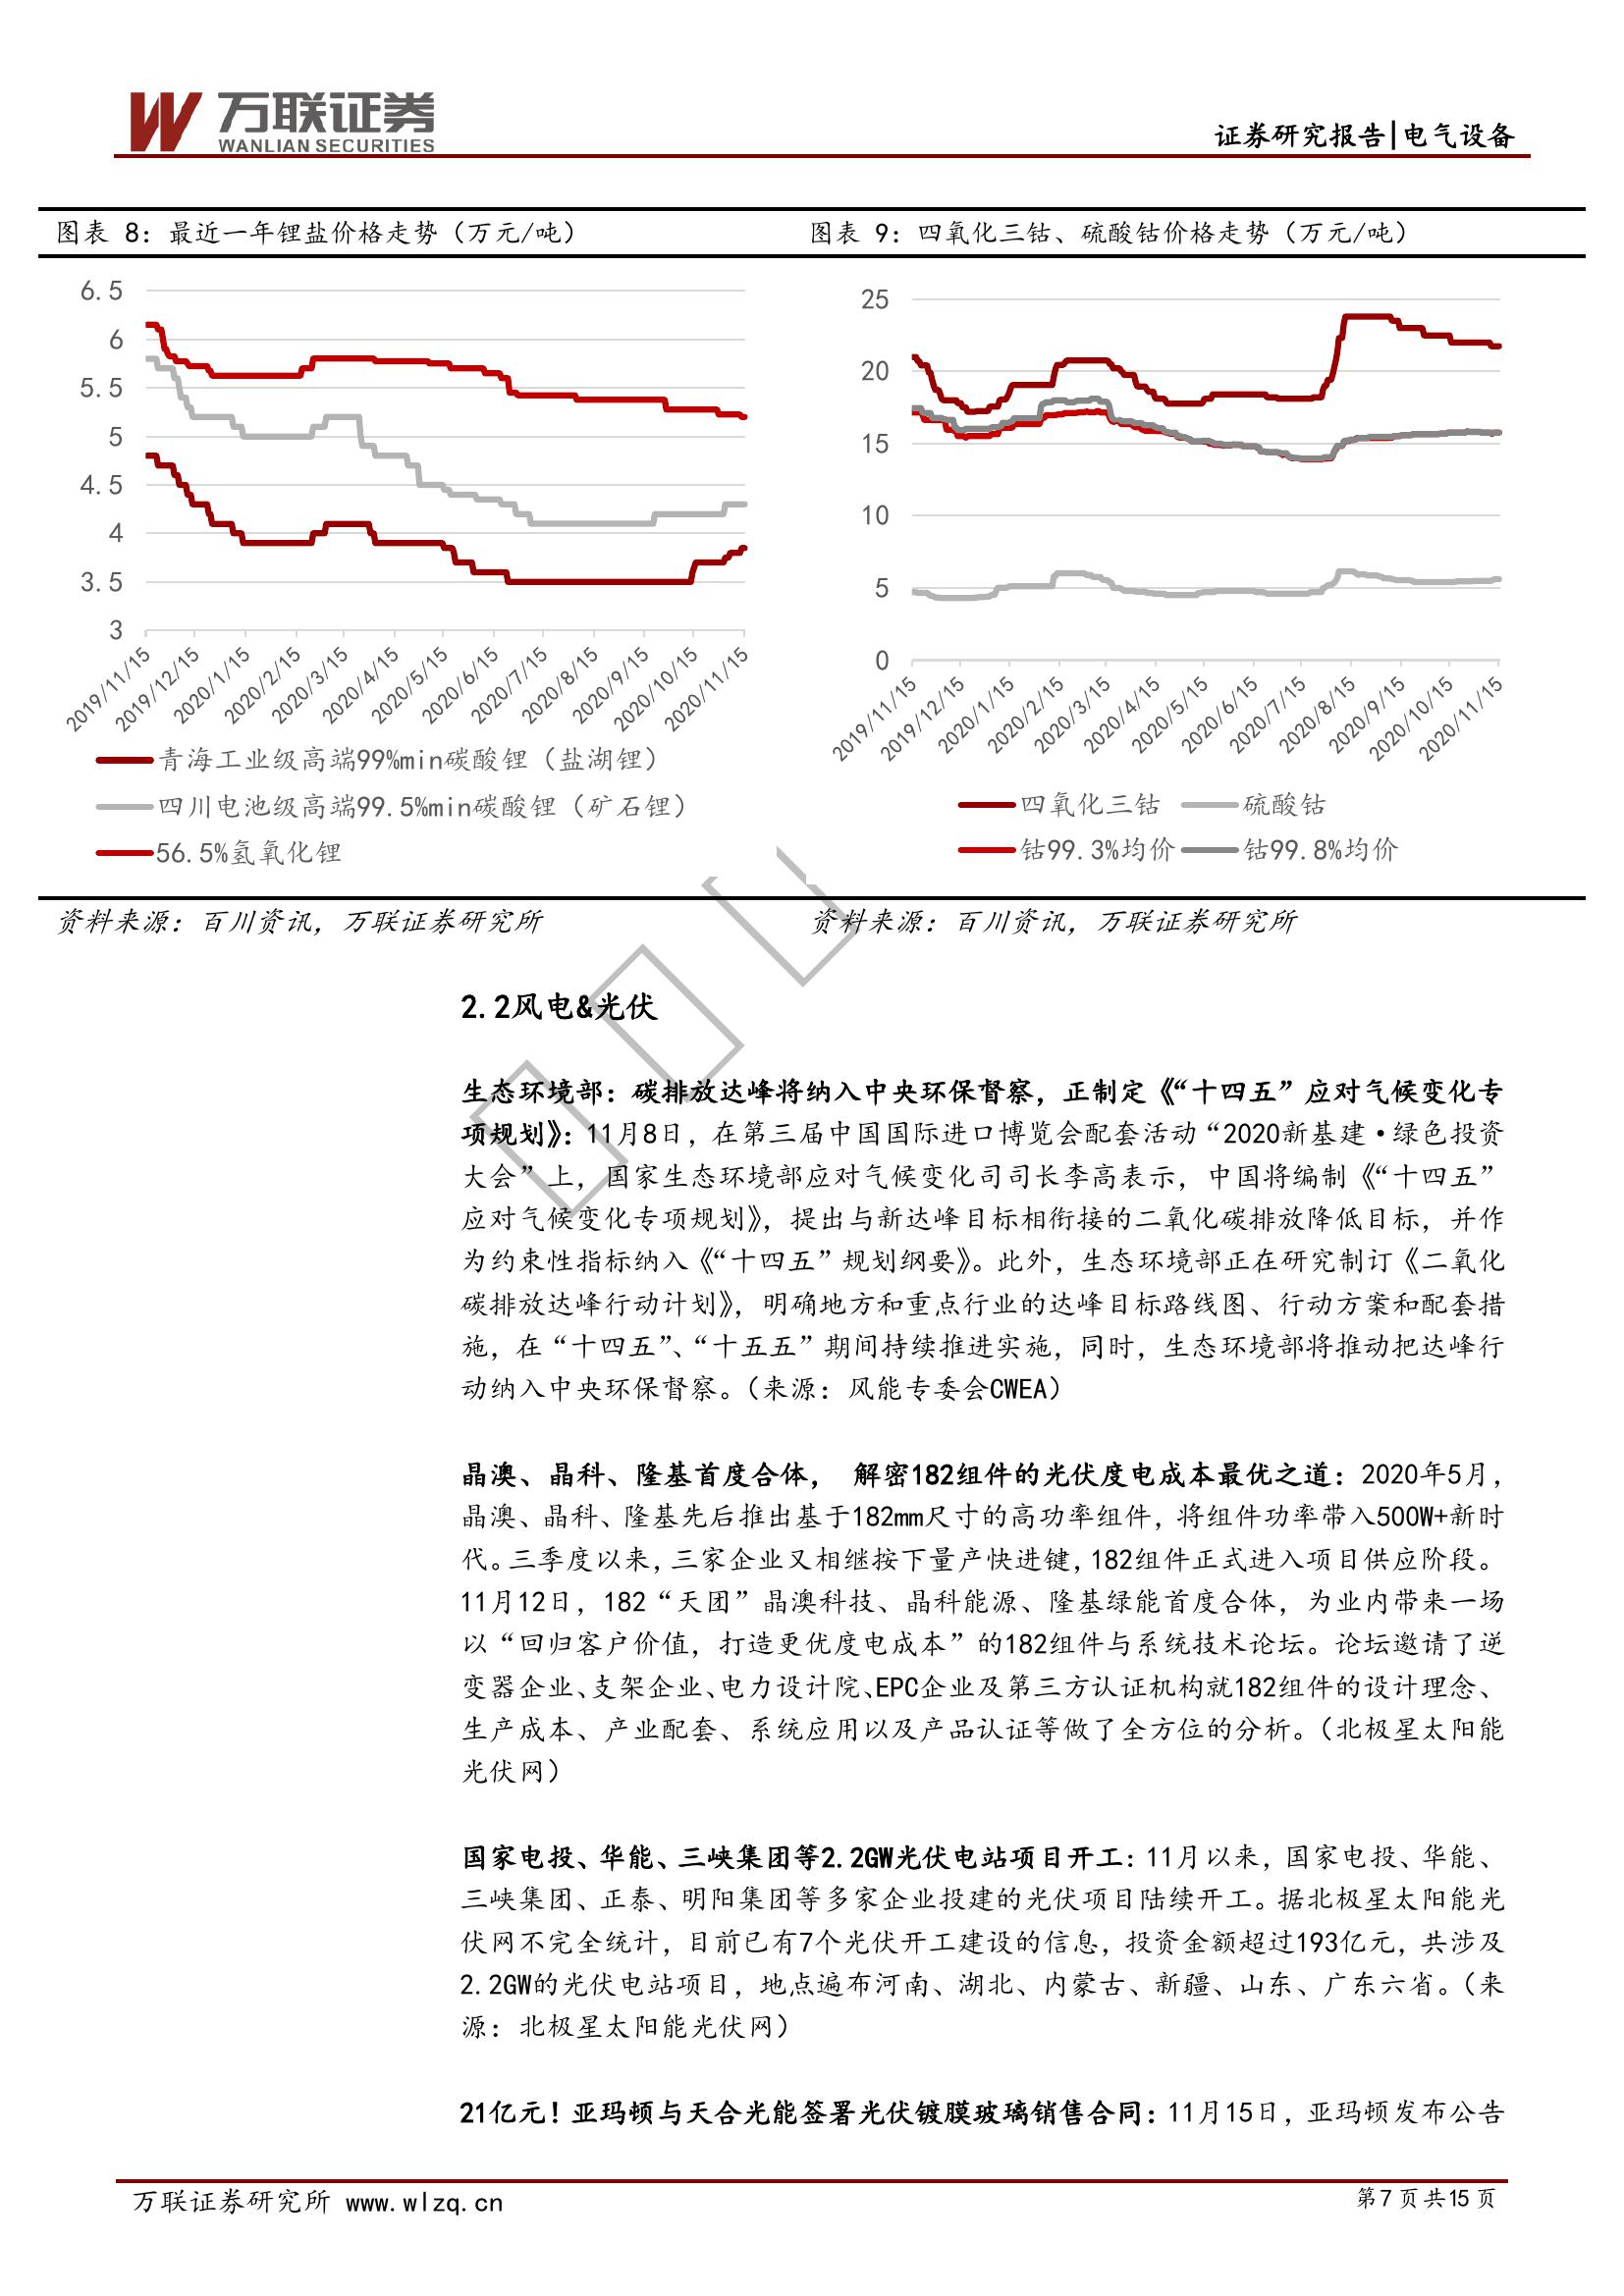 万联证券
WANLIAN SECURITIES
证券研究报告|电气设备
图表 8：最近一年锂盐价格走势（万元/吨）
6.5
6
5.5
5
4.5
4
3.5
3
2019/11/15
2019/12/15
2020/1/15
2020/2/15
2020/3/15
2020/4/15
2020/5/15
2020/6/15
2020/7/15
2020/8/15
2020/9/15
2020/10/15
2020/11/15
青海工业级高端99%min碳酸锂（盐湖锂）
四川电池级高端99.5%min碳酸锂（矿石锂）
56.5%氢氧化锂
资料来源：百川资讯，万联证券研究所
图表 9：四氧化三钴、硫酸钴价格走势（万元/吨）
25
20
15
10
5
0
2019/11/15
2019/12/15
2020/1/15
2020/2/15
2020/3/15
2020/4/15
2020/5/15
2020/6/15
2020/7/15
2020/8/15
2020/9/15
2020/10/15
2020/11/15
四氧化三钴
硫酸钴
钴99.3%均价
钴99.8%均价
资料来源：百川资讯，万联证券研究所
2.2风电&光伏
生态环境部：碳排放达峰将纳入中央环保督察，正制定《“十四五”应对气候变化专
项规划》：11月8日，在第三届中国国际进口博览会配套活动“2020新基建·绿色投资
大会”上，国家生态环境部应对气候变化司司长李高表示，中国将编制《“十四五”
应对气候变化专项规划》，提出与新达峰目标相衔接的二氧化碳排放降低目标，并作
为约束性指标纳入《“十四五”规划纲要》。此外，生态环境部正在研究制订《二氧化
碳排放达峰行动计划》，明确地方和重点行业的达峰目标路线图、行动方案和配套措
施，在“十四五”、“十五五”期间持续推进实施，同时，生态环境部将推动把达峰行
动纳入中央环保督察。（来源：风能专委会CWEA）
晶澳、晶科、隆基首度合体， 解密182组件的光伏度电成本最优之道：2020年5月，
晶澳、晶科、隆基先后推出基于182mm尺寸的高功率组件，将组件功率带入500W+新时
代。三季度以来，三家企业又相继按下量产快进键，182组件正式进入项目供应阶段。
11月12日，182“天团”晶澳科技、晶科能源、隆基绿能首度合体，为业内带来一场
以“回归客户价值，打造更优度电成本”的182组件与系统技术论坛。论坛邀请了逆
变器企业、支架企业、电力设计院、EPC企业及第三方认证机构就182组件的设计理念、
生产成本、产业配套、系统应用以及产品认证等做了全方位的分析。（北极星太阳能
光伏网）
国家电投、华能、三峡集团等2.2GW光伏电站项目开工：11月以来，国家电投、华能、
三峡集团、正泰、明阳集团等多家企业投建的光伏项目陆续开工。据北极星太阳能光
伏网不完全统计，目前已有7个光伏开工建设的信息，投资金额超过193亿元，共涉及
2.2GW的光伏电站项目，地点遍布河南、湖北、内蒙古、新疆、山东、广东六省。（来
源：北极星太阳能光伏网）
21亿元！亚玛顿与天合光能签署光伏镀膜玻璃销售合同：11月15日，亚玛顿发布公告
万联证券研究所 www.wlzq.cn
第7页共15页